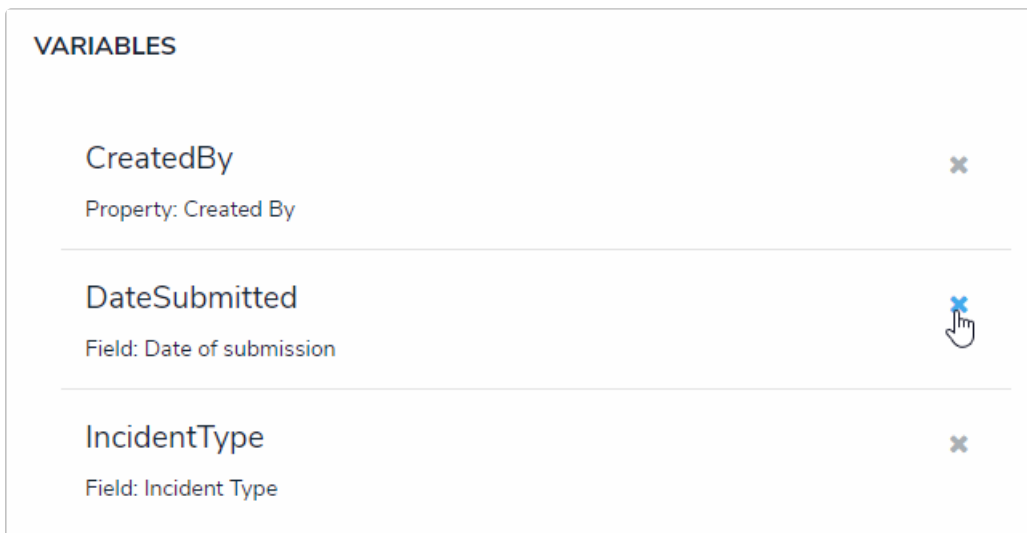 VARIABLES
CreatedBy
Property: Created By
DateSubmitted
Field: Date of submission
IncidentType
Field: Incident Type